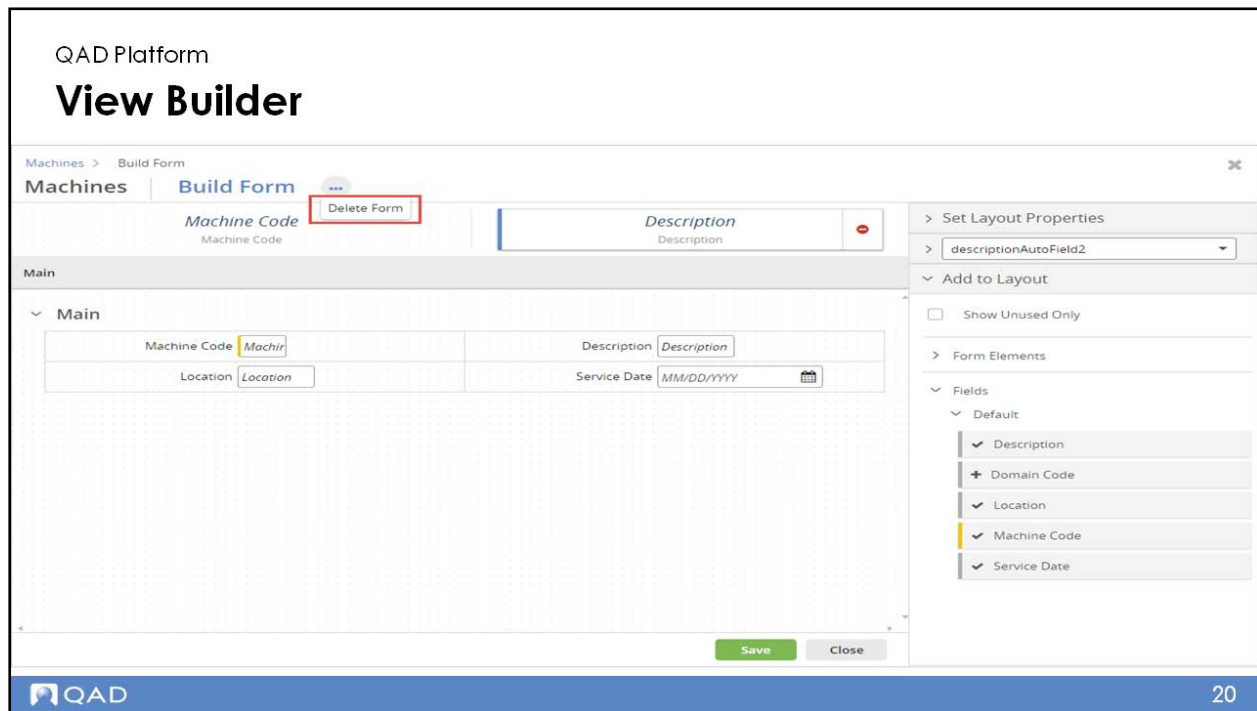 QAD Platform
View Builder
Machines > Build Form
Machines Build Form ...
Delete Form
Machine Code
Machine Code
Description
Description
Main
Main
Machine Code Machin
Description Description
Location Location
Service Date MM/DD/YYYY
Save Close
> Set Layout Properties
> descriptionAutoField2
Add to Layout
Show Unused Only
> Form Elements
Fields
Default
Description
+ Domain Code
Location
Machine Code
Service Date
QAD
20